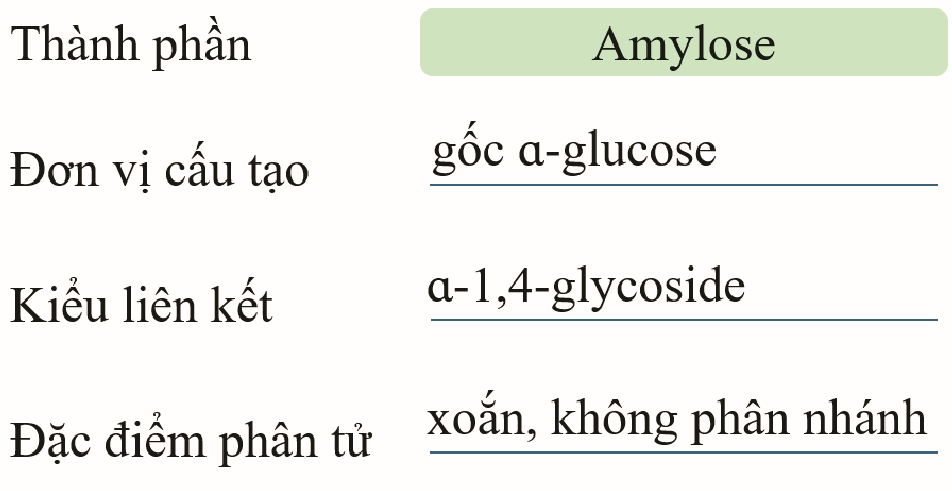 Thành phần Amylose
Đơn vị cấu tạo gốc α-glucose
Kiểu liên kết α-1,4-glycoside
Đặc điểm phân tử xoắn, không phân nhánh